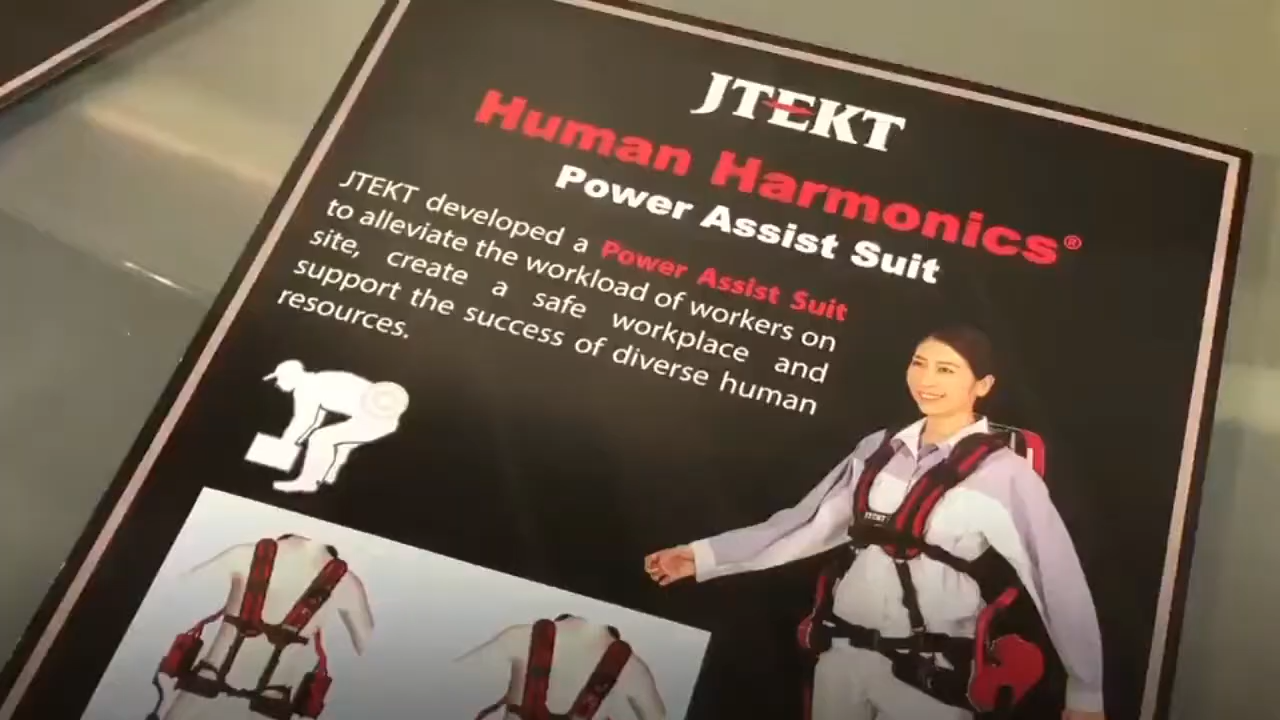 JTEKT
Human Harmonics®
Power Assist Suit
JTEKT developed a Power Assist Suit
to alleviate the workload of workers on
site, create a safe workplace and
support the success of diverse human
resources.
JTEKT